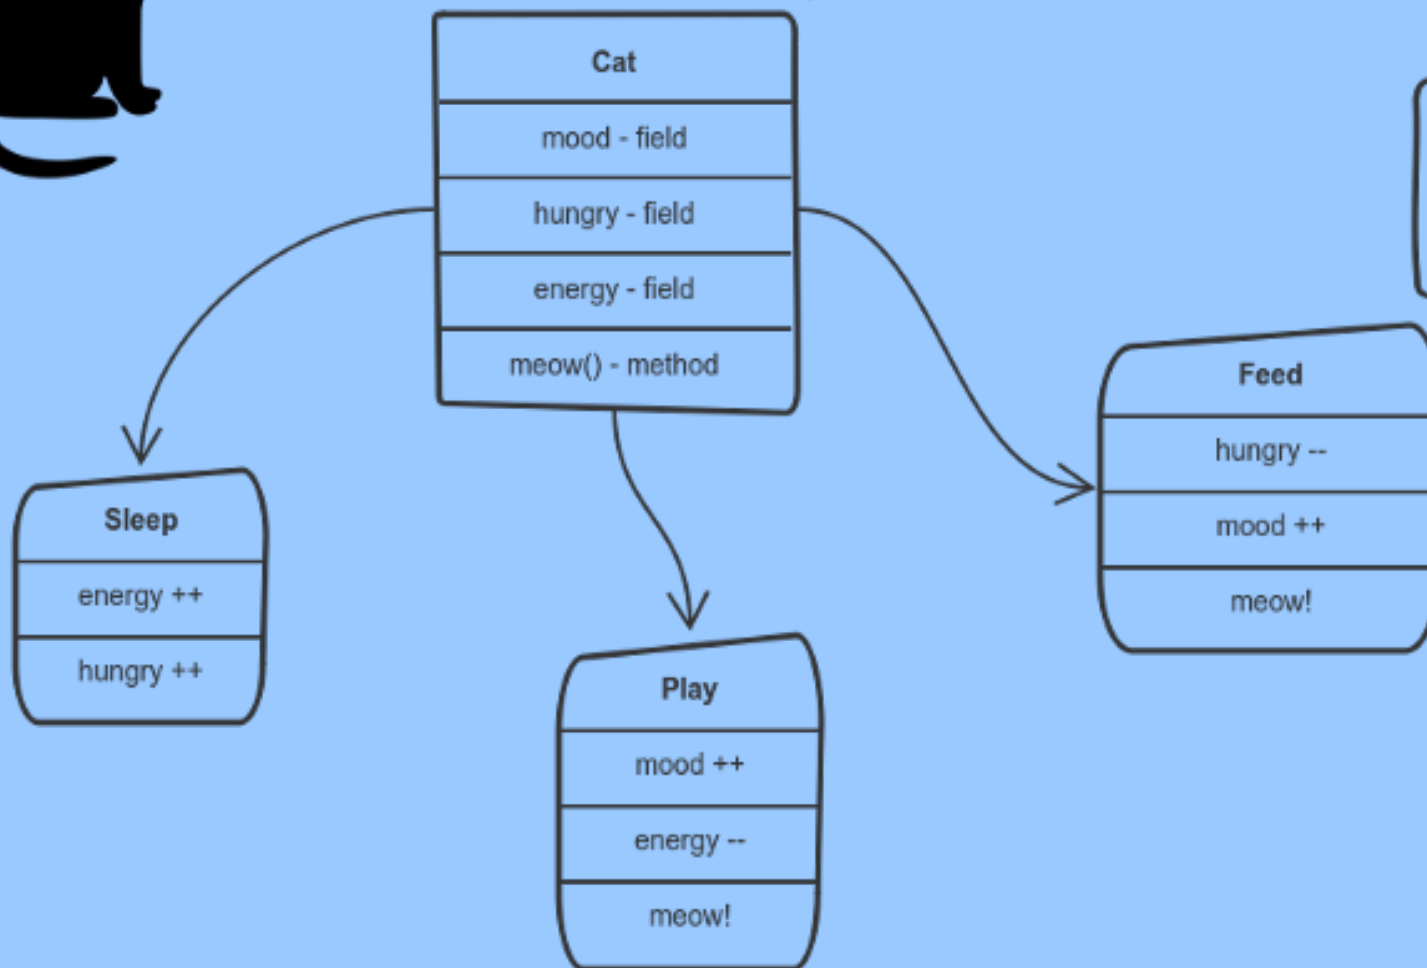 Cat
mood - field
hungry - field
energy - field
meow() - method
Sleep
energy ++
hungry ++
Play
mood ++
energy --
meow!
Feed
hungry --
mood ++
meow!